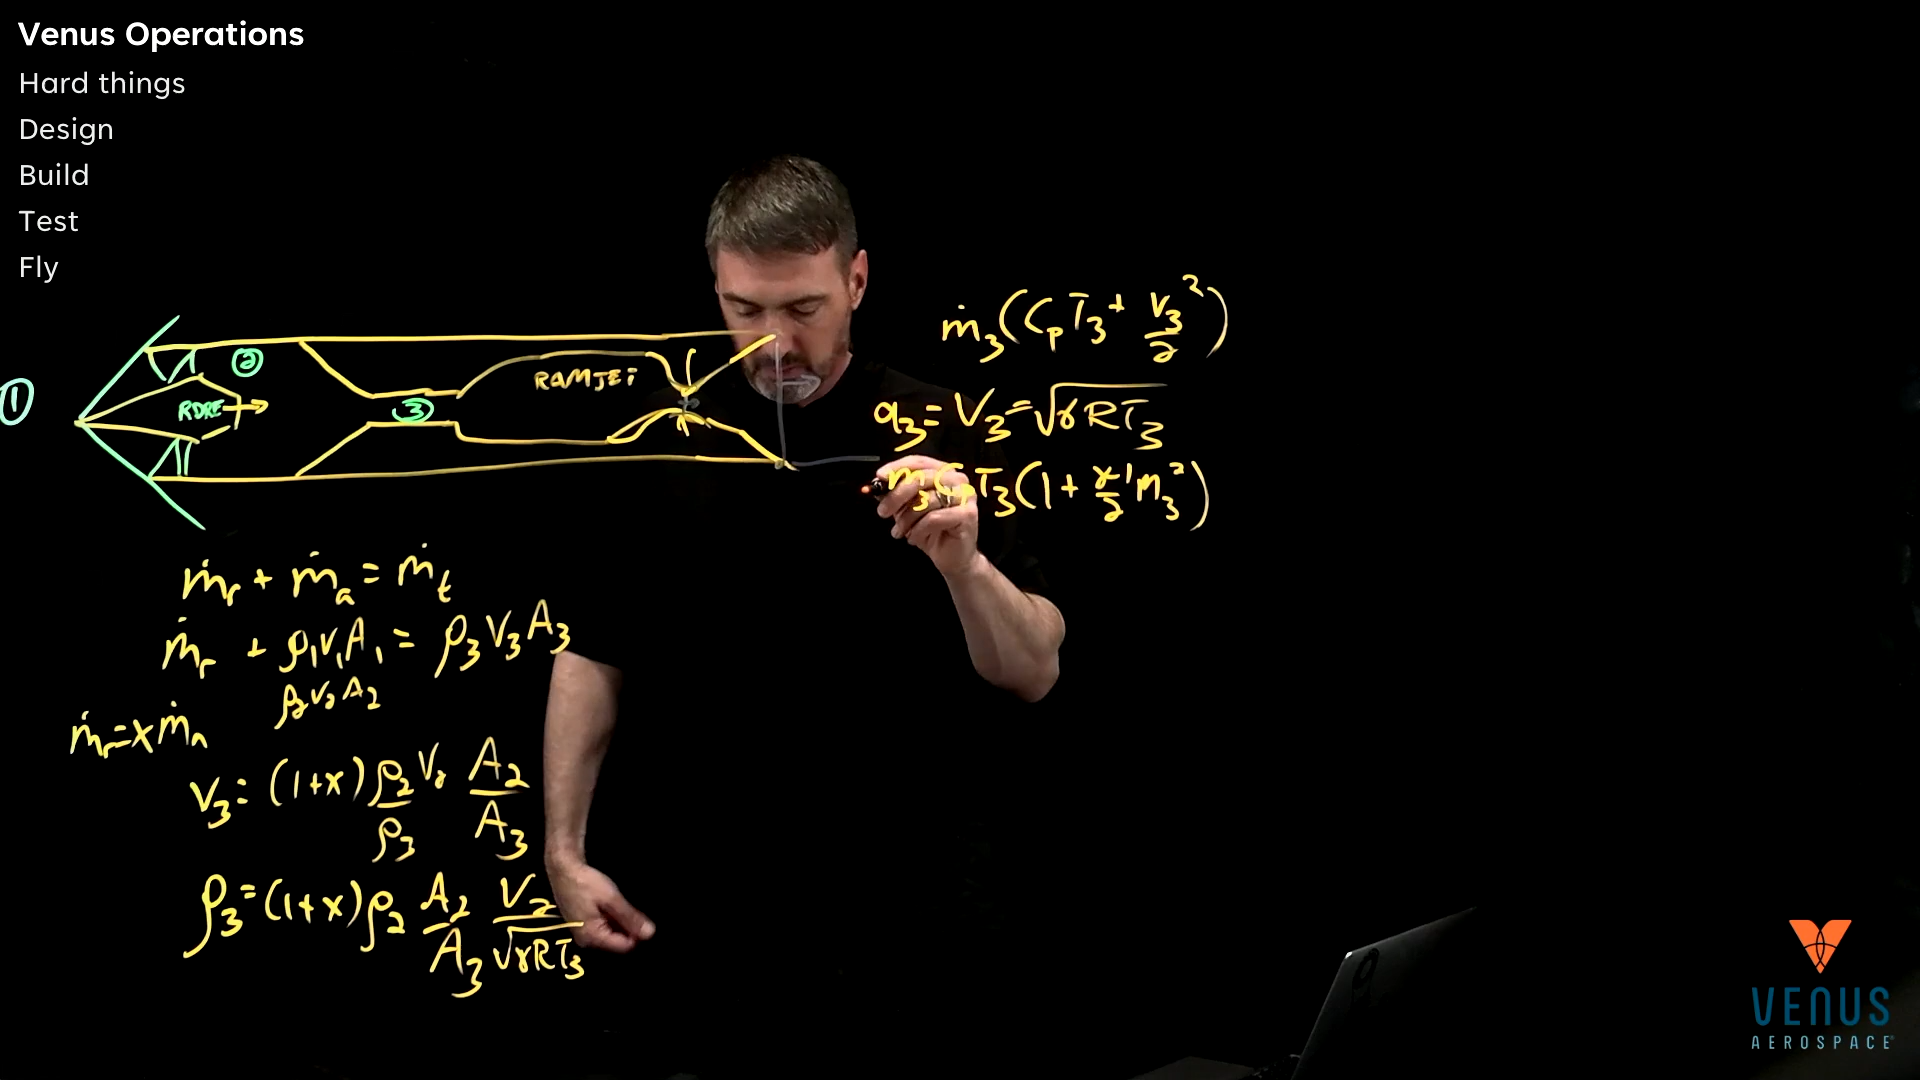 Venus Operations
Hard things
Design
Build
Test
Fly
①
②
RDRE
③
RAMJET
ṁ₃(CpT₃ + V₃²/2)
a₃ = V₃ = √γRT₃
ṁ₃CpT₃(1 + γ-1/2 M₃²)
ṁr + ṁa = ṁt
ṁr + ρ₁V₁A₁ = ρ₃V₃A₃
ρ₂V₂A₂
ṁr = xṁa
V₃ = (1+x) ρ₂/ρ₃ V₂ A₂/A₃
ρ₃ = (1+x) ρ₂ A₂/A₃ V₂/√γRT₃
VENUS
AEROSPACE